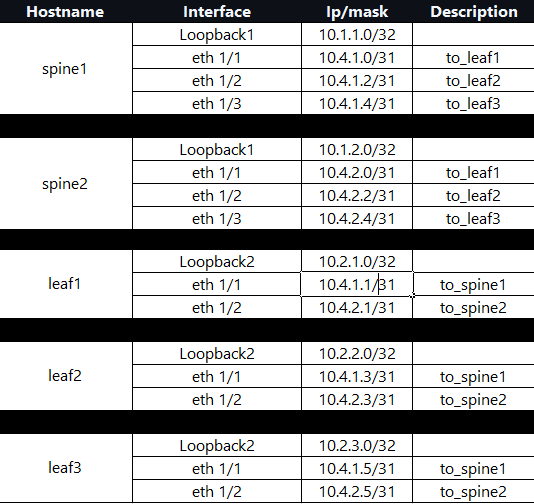 Hostname Interface Ip/mask Description
Loopback1 10.1.1.0/32
spine1 eth 1/1 10.4.1.0/31 to_leaf1
eth 1/2 10.4.1.2/31 to_leaf2
eth 1/3 10.4.1.4/31 to_leaf3
Loopback1 10.1.2.0/32
spine2 eth 1/1 10.4.2.0/31 to_leaf1
eth 1/2 10.4.2.2/31 to_leaf2
eth 1/3 10.4.2.4/31 to_leaf3
Loopback2 10.2.1.0/32
leaf1 eth 1/1 10.4.1.1/31 to_spine1
eth 1/2 10.4.2.1/31 to_spine2
Loopback2 10.2.2.0/32
leaf2 eth 1/1 10.4.1.3/31 to_spine1
eth 1/2 10.4.2.3/31 to_spine2
Loopback2 10.2.3.0/32
leaf3 eth 1/1 10.4.1.5/31 to_spine1
eth 1/2 10.4.2.5/31 to_spine2